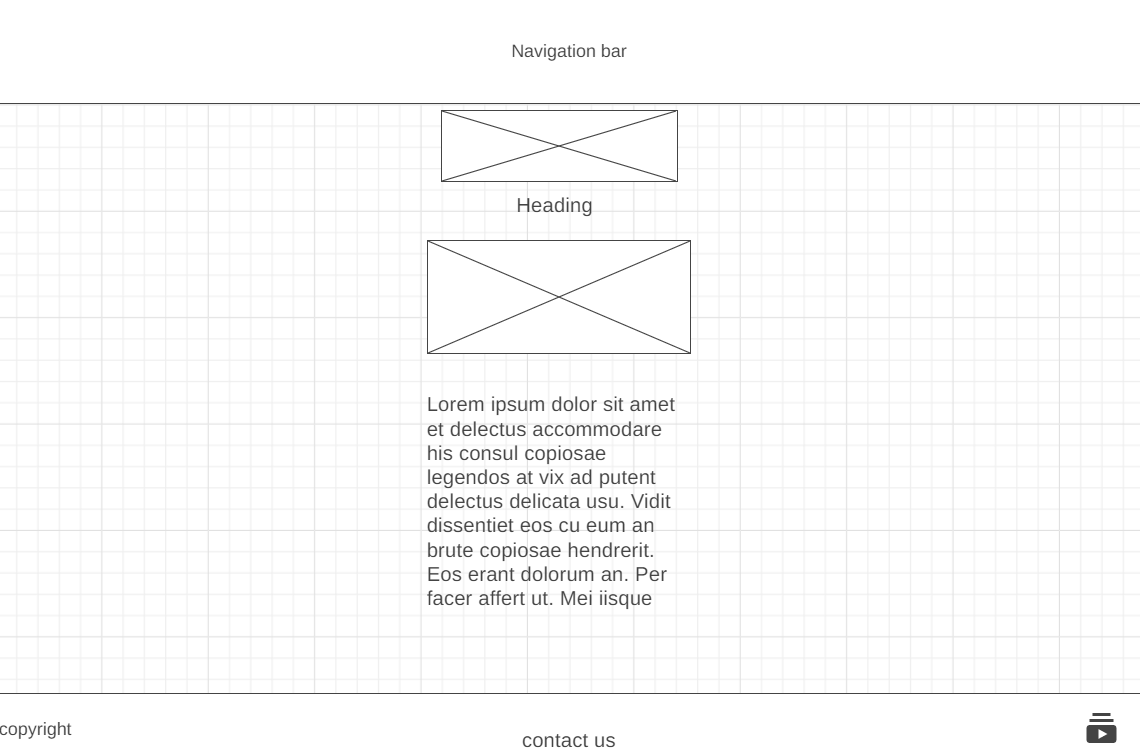 Navigation bar
Heading
Lorem ipsum dolor sit amet
et delectus accommodare
his consul copiosae
legendos at vix ad putent
delectus delicata usu. Vidit
dissentiet eos cu eum an
brute copiosae hendrerit.
Eos erant dolorum an. Per
facer affert ut. Mei iisque
copyright
contact us